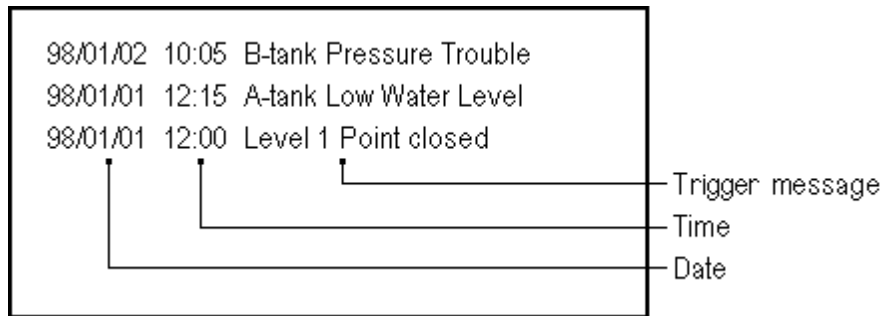 98/01/02 10:05 B-tank Pressure Trouble
98/01/01 12:15 A-tank Low Water Level
98/01/01 12:00 Level 1 Point closed
Trigger message
Time
Date